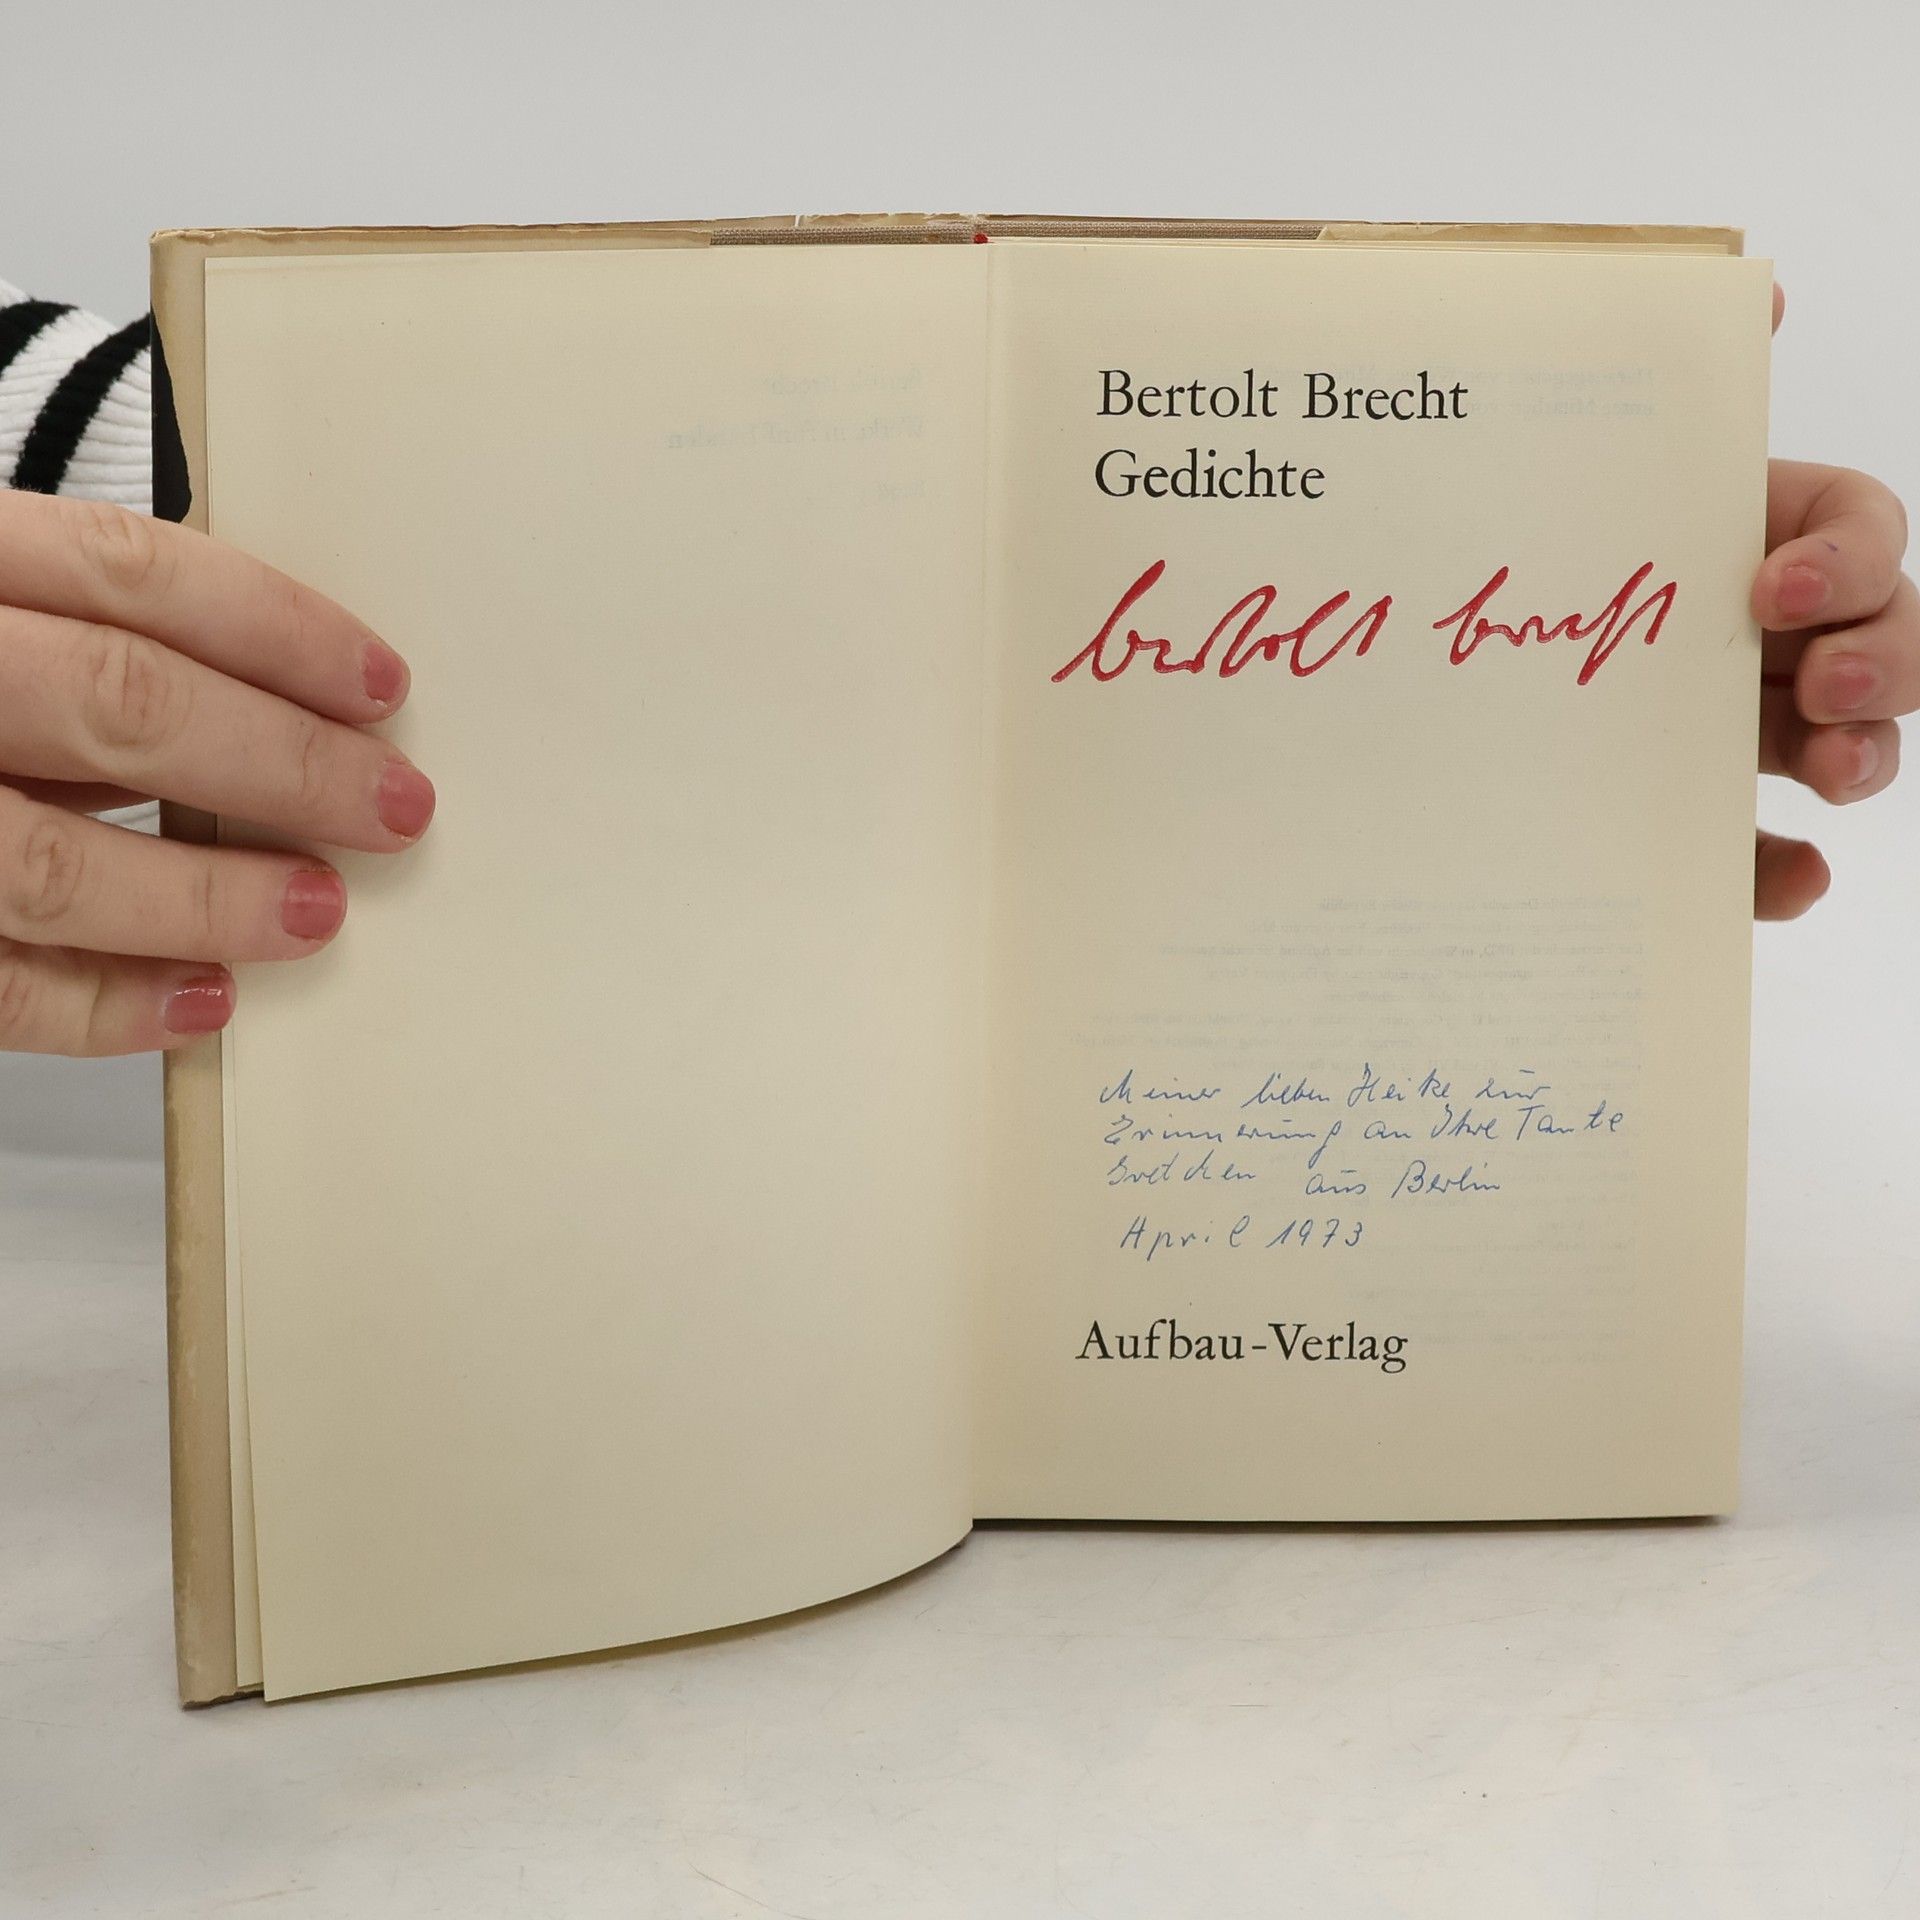 Bertolt Brecht
Gedichte
bertolt brecht
Meiner lieben Heike zur
Erinnerung an Ihre Tante
Gretchen aus Berlin
April 1973
Aufbau-Verlag